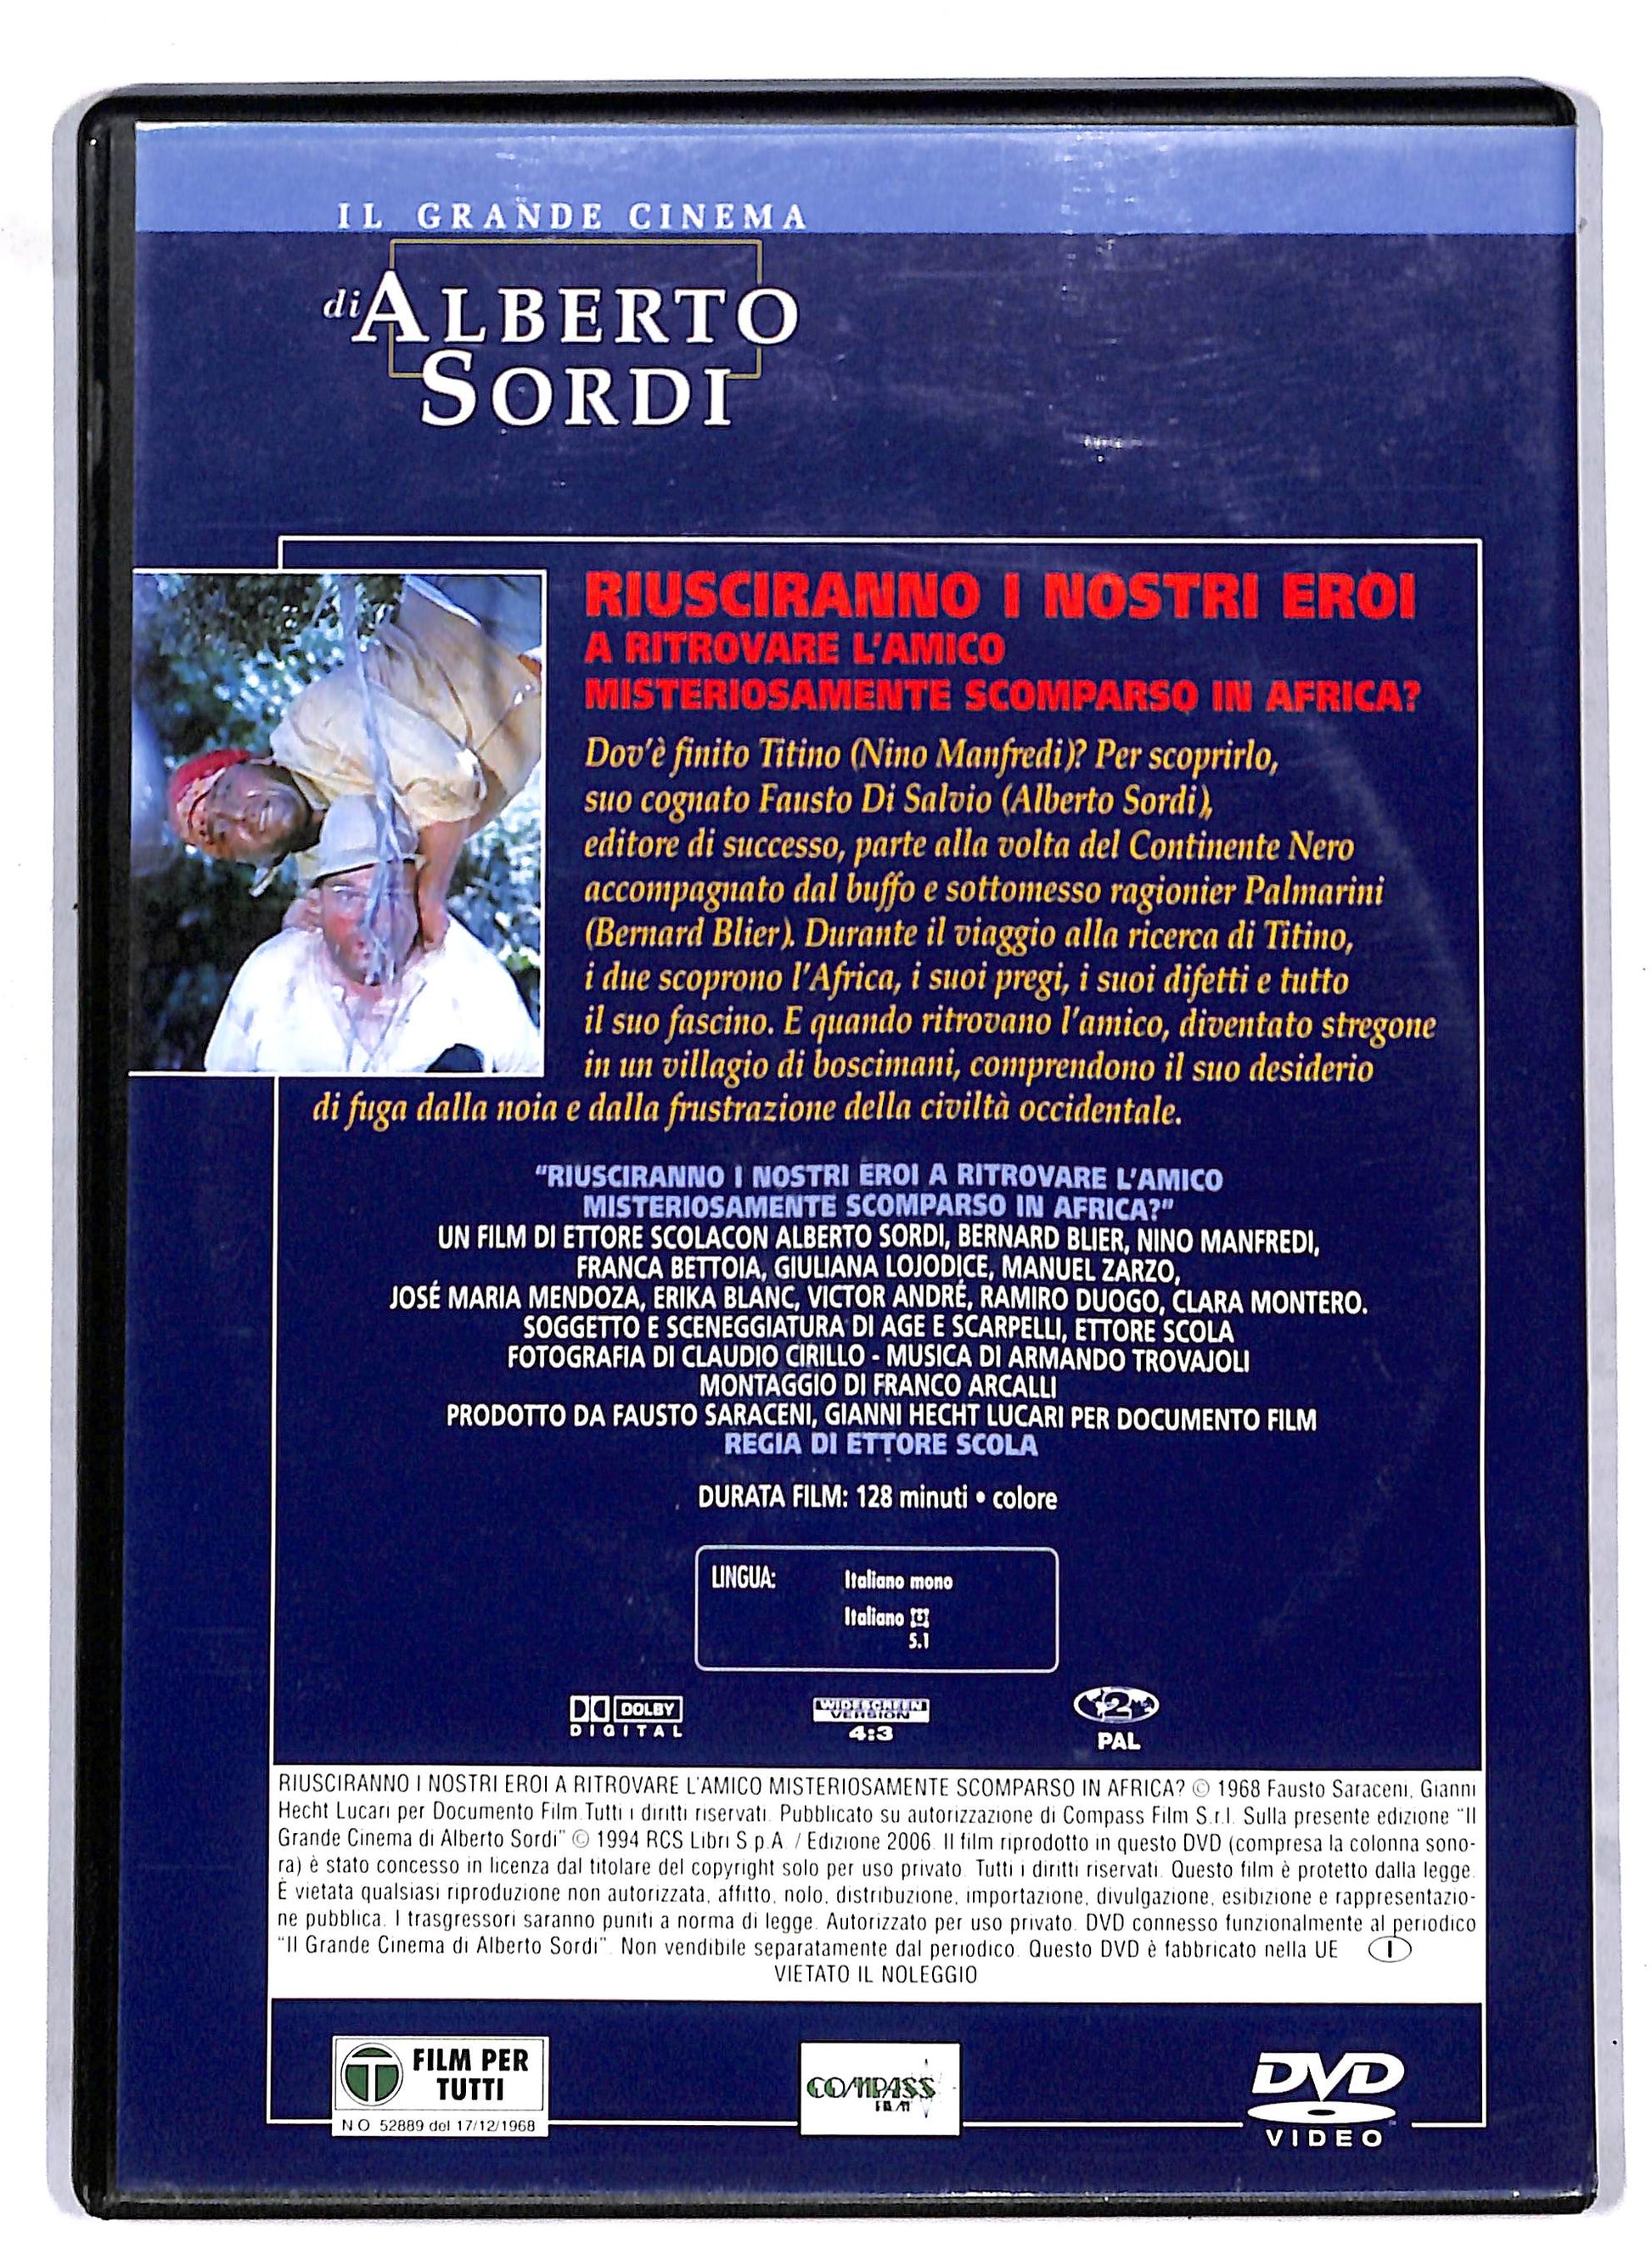 IL GRANDE CINEMA
di ALBERTO
SORDI
RIUSCIRANNO I NOSTRI EROI
A RITROVARE L'AMICO
MISTERIOSAMENTE SCOMPARSO IN AFRICA?
Dov'è finito Titino (Nino Manfredi)? Per scoprirlo,
suo cognato Fausto Di Salvio (Alberto Sordi),
editore di successo, parte alla volta del Continente Nero
accompagnato dal buffo e sottomesso ragionier Palmarini
(Bernard Blier). Durante il viaggio alla ricerca di Titino,
i due scoprono l'Africa, i suoi pregi, i suoi difetti e tutto
il suo fascino. E quando ritrovano l'amico, diventato stregone
in un villagio di boscimani, comprendono il suo desiderio
di fuga dalla noia e dalla frustrazione della civiltà occidentale.
"RIUSCIRANNO I NOSTRI EROI A RITROVARE L'AMICO
MISTERIOSAMENTE SCOMPARSO IN AFRICA?"
UN FILM DI ETTORE SCOLACON ALBERTO SORDI, BERNARD BLIER, NINO MANFREDI,
FRANCA BETTOIA, GIULIANA LOJODICE, MANUEL ZARZO,
JOSÉ MARIA MENDOZA, ERIKA BLANC, VICTOR ANDRÉ, RAMIRO DUOGO, CLARA MONTERO.
SOGGETTO E SCENEGGIATURA DI AGE E SCARPELLI, ETTORE SCOLA
FOTOGRAFIA DI CLAUDIO CIRILLO - MUSICA DI ARMANDO TROVAJOLI
MONTAGGIO DI FRANCO ARCALLI
PRODOTTO DA FAUSTO SARACENI, GIANNI HECHT LUCARI PER DOCUMENTO FILM
REGIA DI ETTORE SCOLA
DURATA FILM: 128 minuti • colore
LINGUA: Italiano mono
Italiano
5.1
DOLBY
DIGITAL
WIDESCREEN
VERSION
4:3
2
PAL
RIUSCIRANNO I NOSTRI EROI A RITROVARE L'AMICO MISTERIOSAMENTE SCOMPARSO IN AFRICA? © 1968 Fausto Saraceni, Gianni
Hecht Lucari per Documento Film.Tutti i diritti riservati. Pubblicato su autorizzazione di Compass Film S.r.l. Sulla presente edizione "Il
Grande Cinema di Alberto Sordi" © 1994 RCS Libri S.p.A. / Edizione 2006. Il film riprodotto in questo DVD (compresa la colonna sono-
ra) è stato concesso in licenza dal titolare del copyright solo per uso privato. Tutti i diritti riservati. Questo film è protetto dalla legge.
È vietata qualsiasi riproduzione non autorizzata, affitto, nolo, distribuzione, importazione, divulgazione, esibizione e rappresentazio-
ne pubblica. I trasgressori saranno puniti a norma di legge. Autorizzato per uso privato. DVD connesso funzionalmente al periodico
"Il Grande Cinema di Alberto Sordi". Non vendibile separatamente dal periodico. Questo DVD è fabbricato nella UE I
VIETATO IL NOLEGGIO
T FILM PER
TUTTI
N.O. 52889 del 17/12/1968
COMPASS
FILM
DVD
VIDEO